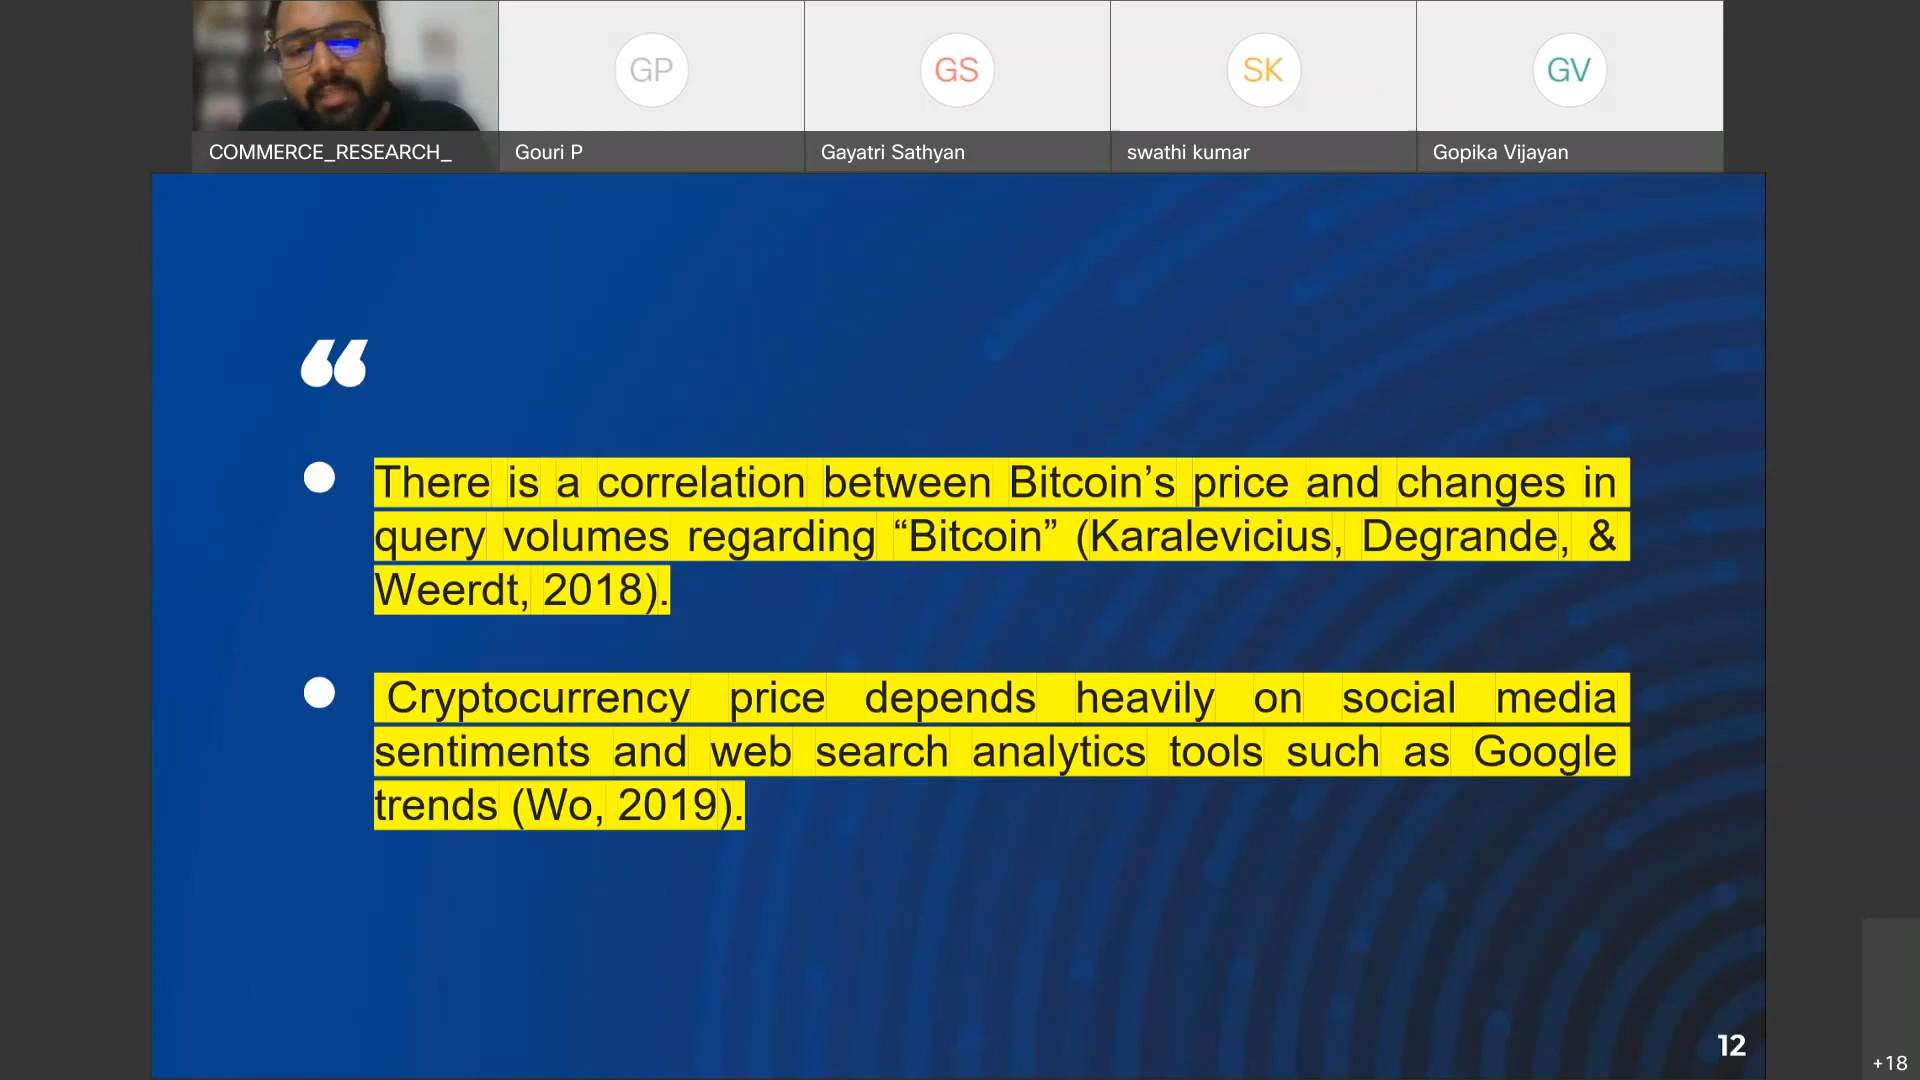 GP
GS
SK
GV
COMMERCE_RESEARCH_
Gouri P
Gayatri Sathyan
swathi kumar
Gopika Vijayan
“
There is a correlation between Bitcoin’s price and changes in
query volumes regarding “Bitcoin” (Karalevicius, Degrande, &
Weerdt, 2018).
Cryptocurrency price depends heavily on social media
sentiments and web search analytics tools such as Google
trends (Wo, 2019).
12
+18